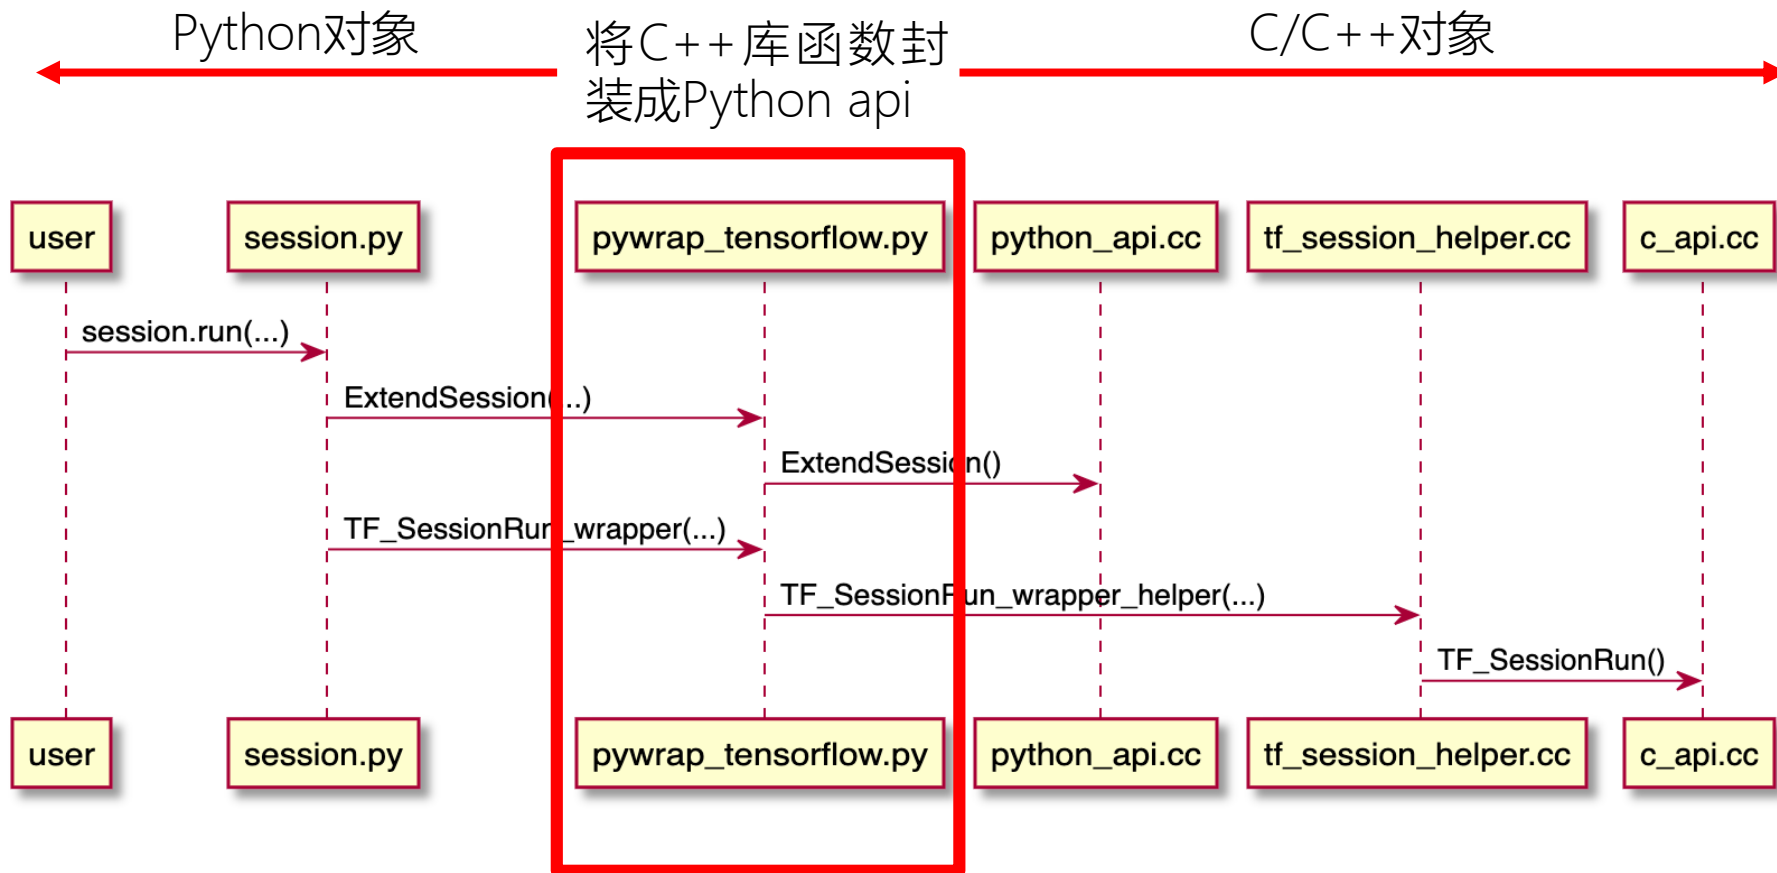 Python对象
将C++库函数封
装成Python api
C/C++对象
user
session.py
pywrap_tensorflow.py
python_api.cc
tf_session_helper.cc
c_api.cc
session.run(...)
ExtendSession(...)
ExtendSession()
TF_SessionRun_wrapper(...)
TF_SessionRun_wrapper_helper(...)
TF_SessionRun()
user
session.py
pywrap_tensorflow.py
python_api.cc
tf_session_helper.cc
c_api.cc